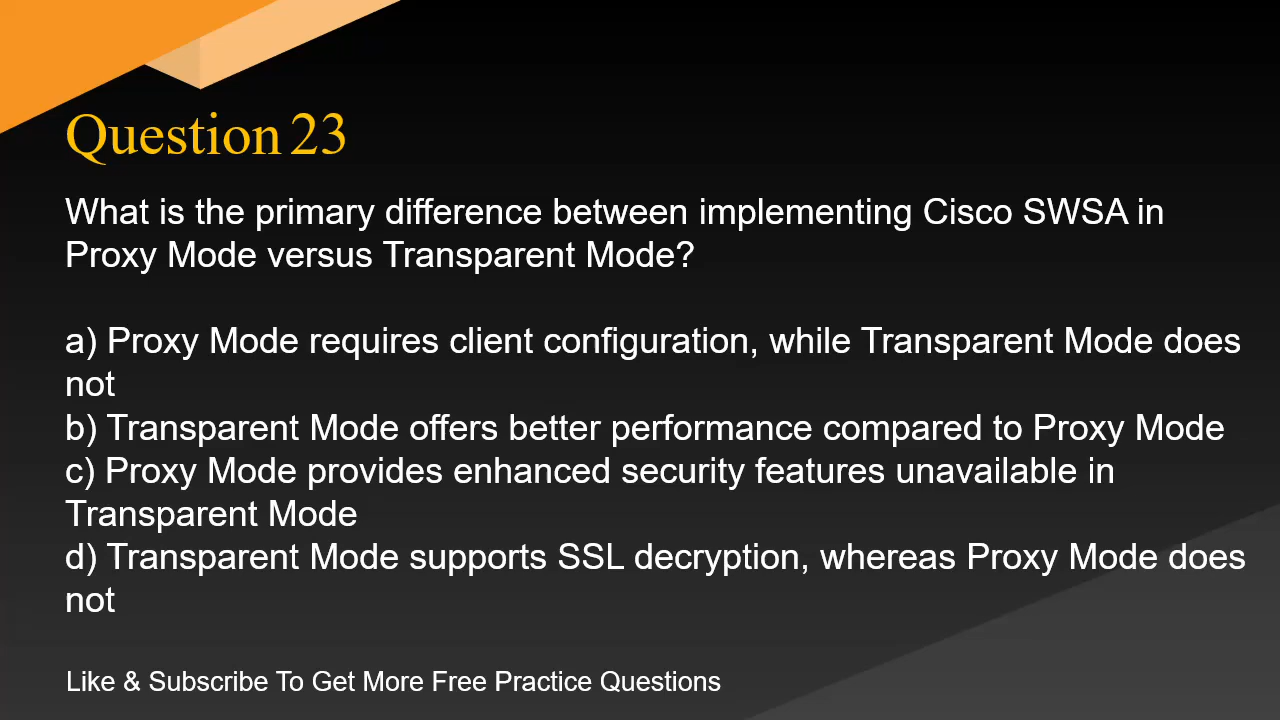 Question 23
What is the primary difference between implementing Cisco SWSA in
Proxy Mode versus Transparent Mode?
a) Proxy Mode requires client configuration, while Transparent Mode does
not
b) Transparent Mode offers better performance compared to Proxy Mode
c) Proxy Mode provides enhanced security features unavailable in
Transparent Mode
d) Transparent Mode supports SSL decryption, whereas Proxy Mode does
not
Like & Subscribe To Get More Free Practice Questions